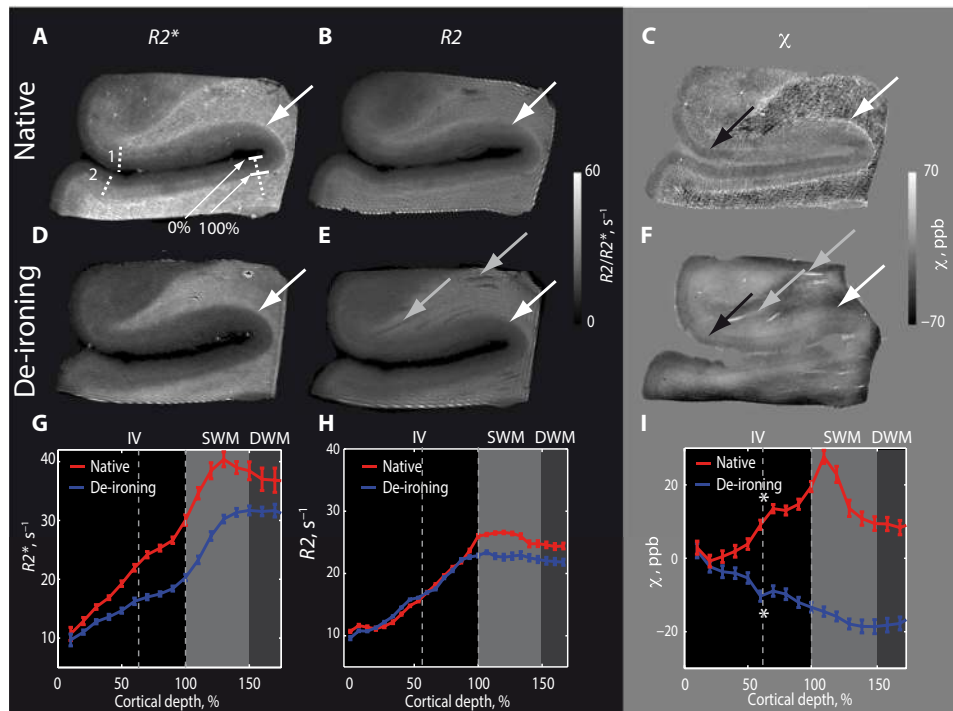 R2*
R2
χ
A
B
C
Native
1
2
0% 100%
60
R2/R2*, s⁻¹
0
70
χ, ppb
−70
D
E
F
De-ironing
G
IV
SWM
DWM
40
30
20
10
R2*, s⁻¹
Native
De-ironing
0
50
100
150
Cortical depth, %
H
IV
SWM
DWM
40
30
20
10
R2, s⁻¹
Native
De-ironing
0
50
100
150
Cortical depth, %
I
IV
SWM
DWM
20
0
−20
χ, ppb
Native
De-ironing
*
*
0
50
100
150
Cortical depth, %